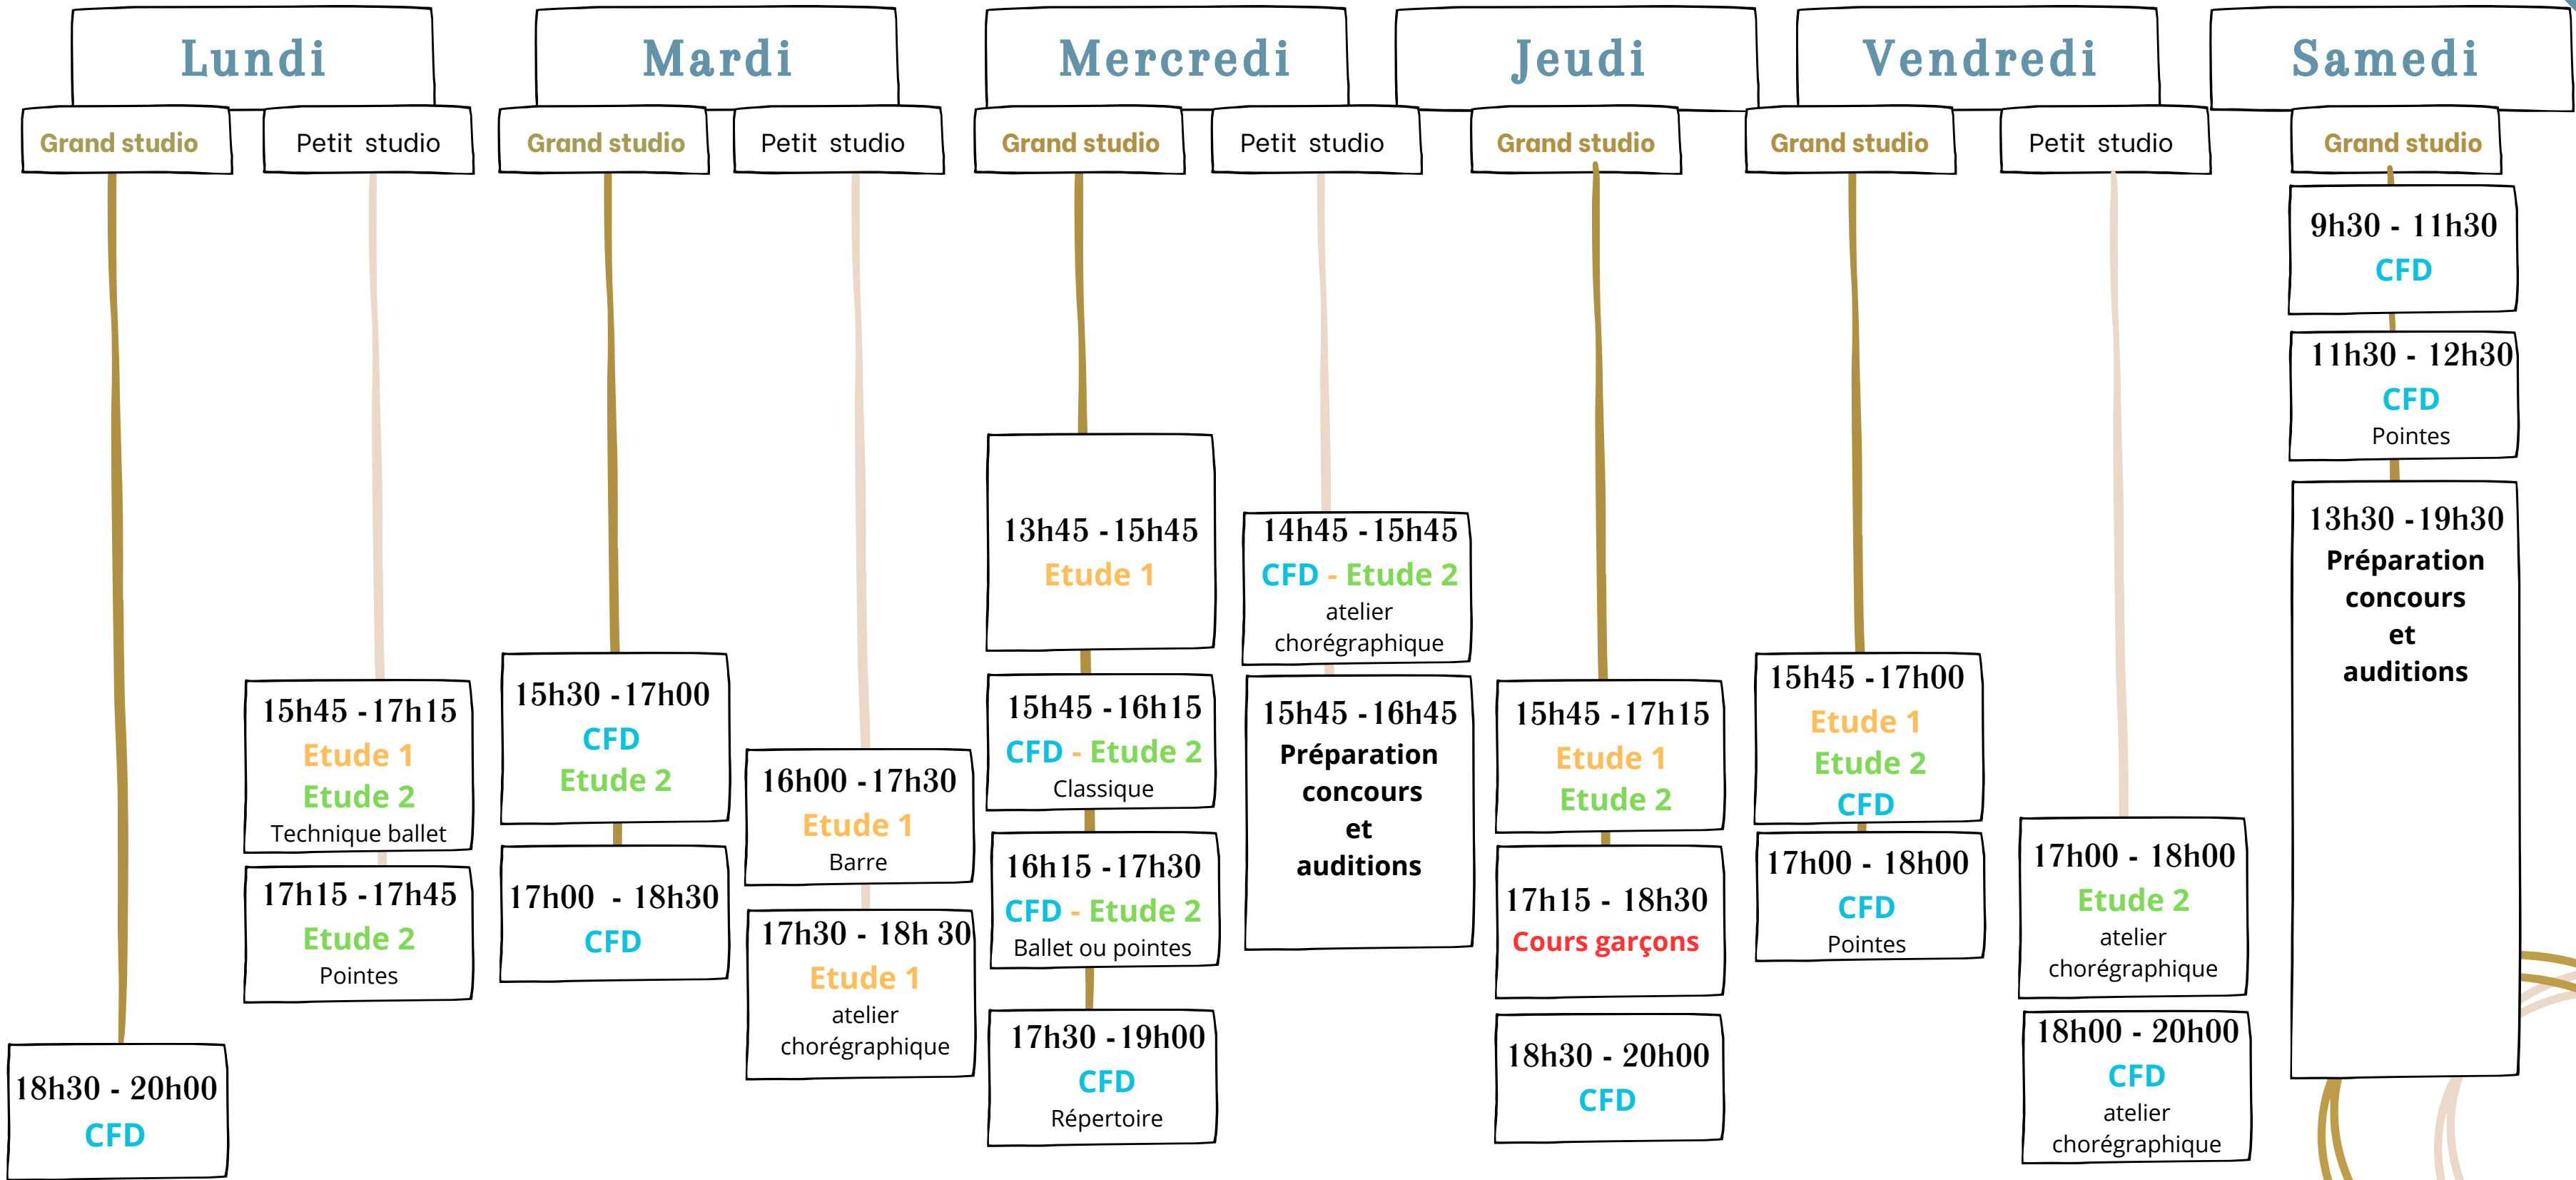 Lundi
Grand studio
18h30 - 20h00
CFD
Petit studio
15h45 -17h15
Etude 1
Etude 2
Technique ballet
17h15 -17h45
Etude 2
Pointes
Mardi
Grand studio
15h30 -17h00
CFD
Etude 2
17h00 - 18h30
CFD
Petit studio
16h00 -17h30
Etude 1
Barre
17h30 - 18h 30
Etude 1
atelier
chorégraphique
Mercredi
Grand studio
13h45 -15h45
Etude 1
15h45 -16h15
CFD - Etude 2
Classique
16h15 -17h30
CFD - Etude 2
Ballet ou pointes
17h30 -19h00
CFD
Répertoire
Petit studio
14h45 -15h45
CFD - Etude 2
atelier
chorégraphique
15h45 -16h45
Préparation
concours
et
auditions
Jeudi
Grand studio
15h45 -17h15
Etude 1
Etude 2
17h15 - 18h30
Cours garçons
18h30 - 20h00
CFD
Vendredi
Grand studio
15h45 -17h00
Etude 1
Etude 2
CFD
17h00 - 18h00
CFD
Pointes
Petit studio
17h00 - 18h00
Etude 2
atelier
chorégraphique
18h00 - 20h00
CFD
atelier
chorégraphique
Samedi
Grand studio
9h30 - 11h30
CFD
11h30 - 12h30
CFD
Pointes
13h30 -19h30
Préparation
concours
et
auditions